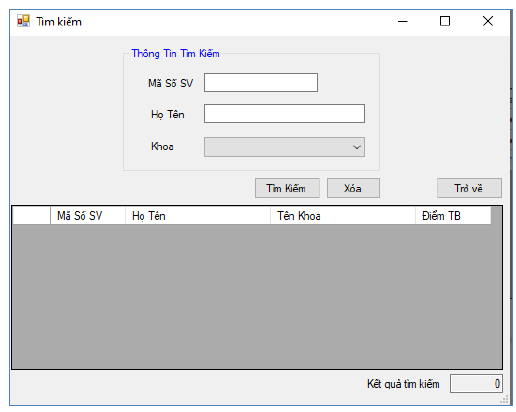 Tìm kiếm
Thông Tin Tìm Kiếm
Mã Số SV
Họ Tên
Khoa
Tìm Kiếm Xóa Trở về
Mã Số SV Họ Tên Tên Khoa Điểm TB
Kết quả tìm kiếm 0